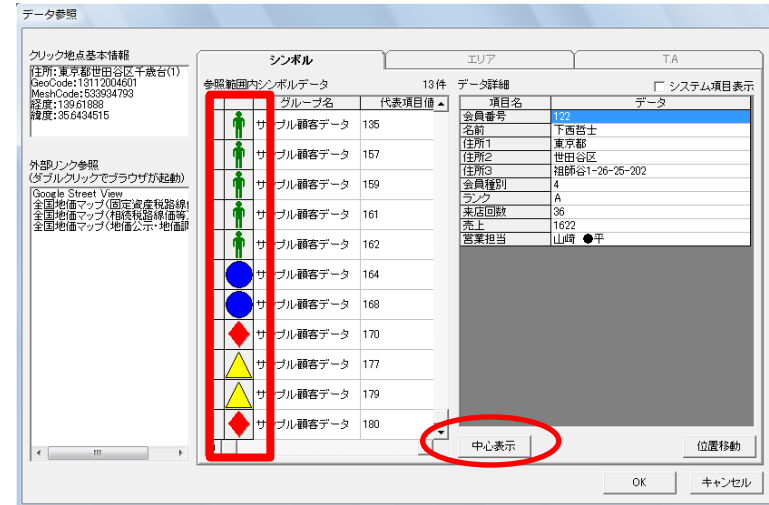 データ参照
クリック地点基本情報
住所:東京都世田谷区千歳台(1)
GeoCode:13112004601
MeshCode:533934793
経度:139.61888
緯度:35.6434515
外部リンク参照
(ダブルクリックでブラウザが起動)
Google Street View
全国地価マップ(固定資産税路線
全国地価マップ(相続税路線価等
全国地価マップ(地価公示・地価
シンボル
エリア
T.A
参照範囲内シンボルデータ 13件
グループ名 代表項目値
サンプル顧客データ 135
サンプル顧客データ 157
サンプル顧客データ 159
サンプル顧客データ 161
サンプル顧客データ 162
サンプル顧客データ 164
サンプル顧客データ 168
サンプル顧客データ 170
サンプル顧客データ 177
サンプル顧客データ 179
サンプル顧客データ 180
データ詳細 システム項目表示
項目名 データ
会員番号 122
名前 下西哲士
住所1 東京都
住所2 世田谷区
住所3 祖師谷1-26-25-202
会員種別 4
ランク A
来店回数 36
売上 1622
営業担当 山崎 ●平
中心表示 位置移動
OK キャンセル